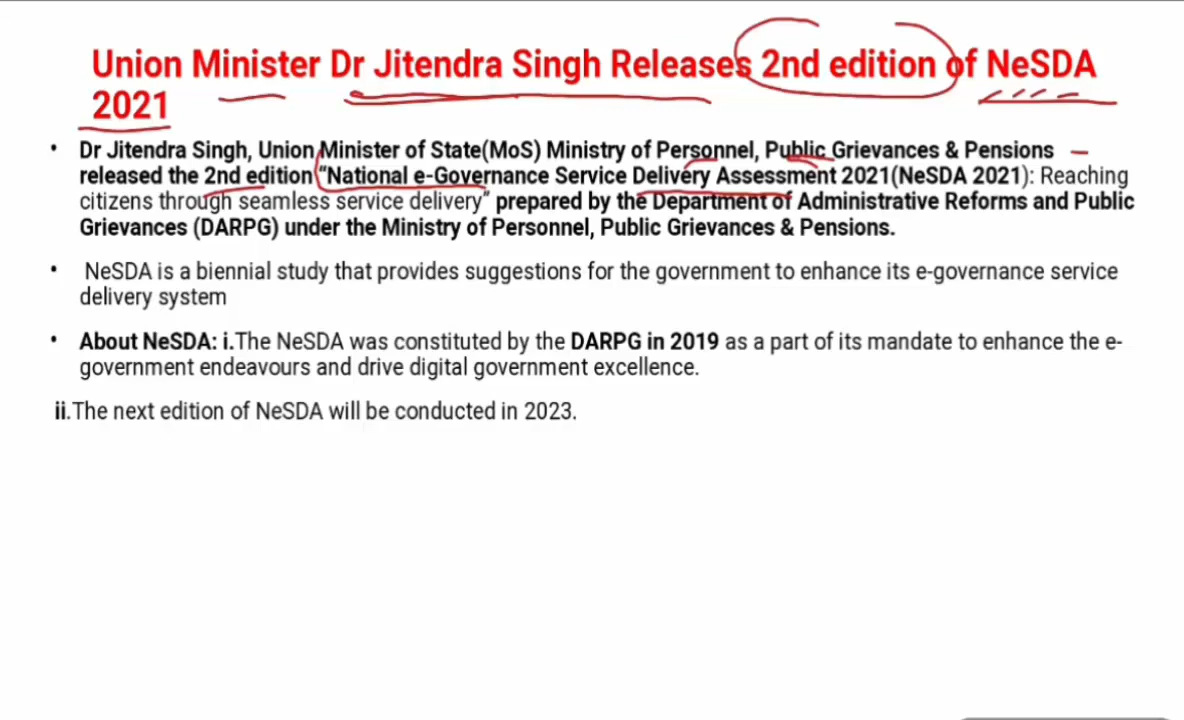 Union Minister Dr Jitendra Singh Releases 2nd edition of NeSDA
2021
• Dr Jitendra Singh, Union Minister of State(MoS) Ministry of Personnel, Public Grievances & Pensions
released the 2nd edition "National e-Governance Service Delivery Assessment 2021(NeSDA 2021): Reaching
citizens through seamless service delivery" prepared by the Department of Administrative Reforms and Public
Grievances (DARPG) under the Ministry of Personnel, Public Grievances & Pensions.
• NeSDA is a biennial study that provides suggestions for the government to enhance its e-governance service
delivery system
• About NeSDA: i.The NeSDA was constituted by the DARPG in 2019 as a part of its mandate to enhance the e-
government endeavours and drive digital government excellence.
ii.The next edition of NeSDA will be conducted in 2023.